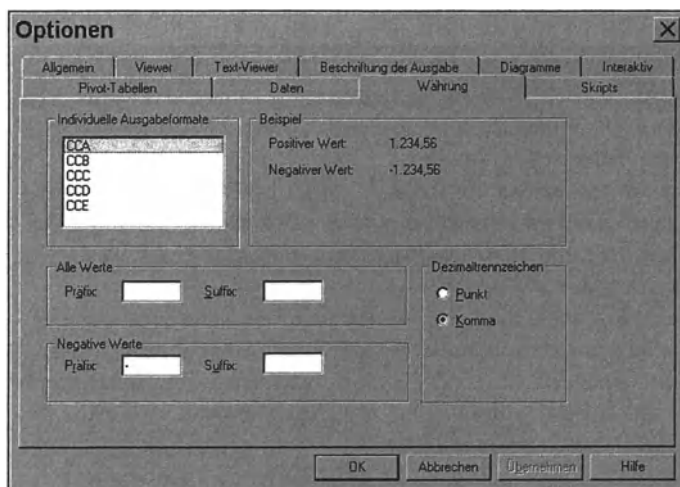 Optionen
Allgemein Viewer Text-Viewer Beschriftung der Ausgabe Diagramme Interaktiv
Pivot-Tabellen Daten Währung Skripts
Individuelle Ausgabeformate
CCA
CCB
CCC
CCD
CCE
Beispiel
Positiver Wert: 1.234,56
Negativer Wert: -1.234,56
Alle Werte
Präfix: Suffix:
Dezimaltrennzeichen
Punkt
Komma
Negative Werte
Präfix: - Suffix:
OK Abbrechen Übernehmen Hilfe